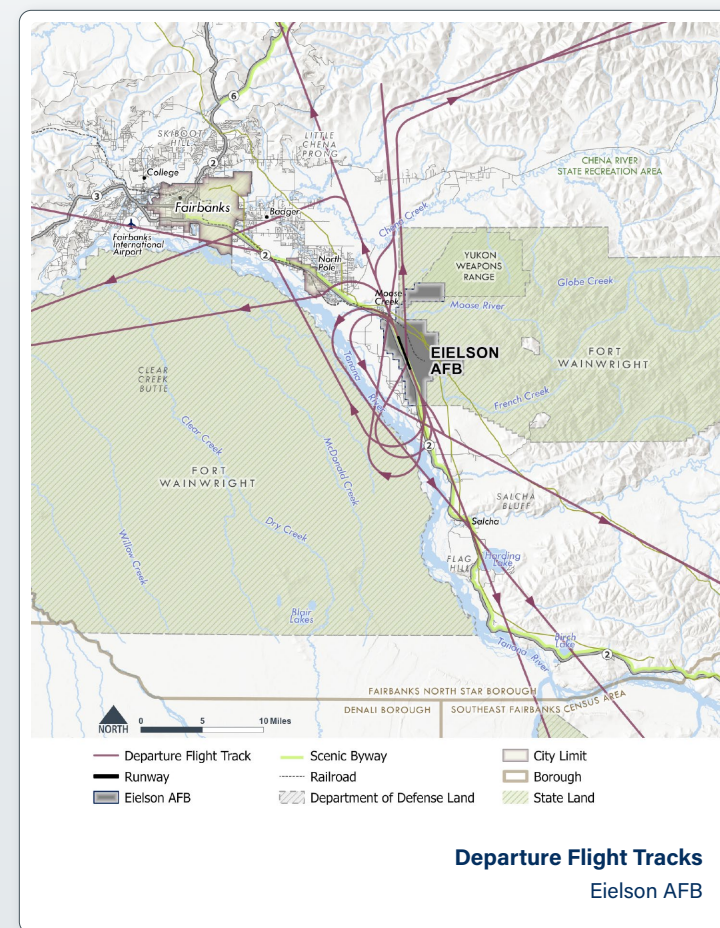 6
SKIBOOT
HILL
LITTLE
CHENA
PRONG
2
CHENA RIVER
STATE RECREATION AREA
College
3
Fairbanks
Badger
Chena Creek
Fairbanks
International
Airport
2
North
Pole
YUKON
WEAPONS
RANGE
Globe Creek
Moose
Creek
Moose River
EIELSON
AFB
FORT
WAINWRIGHT
CLEAR
CREEK
BUTTE
Tanana River
French Creek
Clear Creek
McDonald Creek
2
FORT
WAINWRIGHT
SALCHA
BLUFF
Dry Creek
Salcha
Willow Creek
FLAG
HILL
Harding
Lake
Blair
Lakes
Birch
Lake
Tanana River
2
FAIRBANKS NORTH STAR BOROUGH
DENALI BOROUGH
SOUTHEAST FAIRBANKS CENSUS AREA
NORTH
0 5 10 Miles
Departure Flight Track
Scenic Byway
City Limit
Runway
Railroad
Borough
Eielson AFB
Department of Defense Land
State Land
Departure Flight Tracks
Eielson AFB